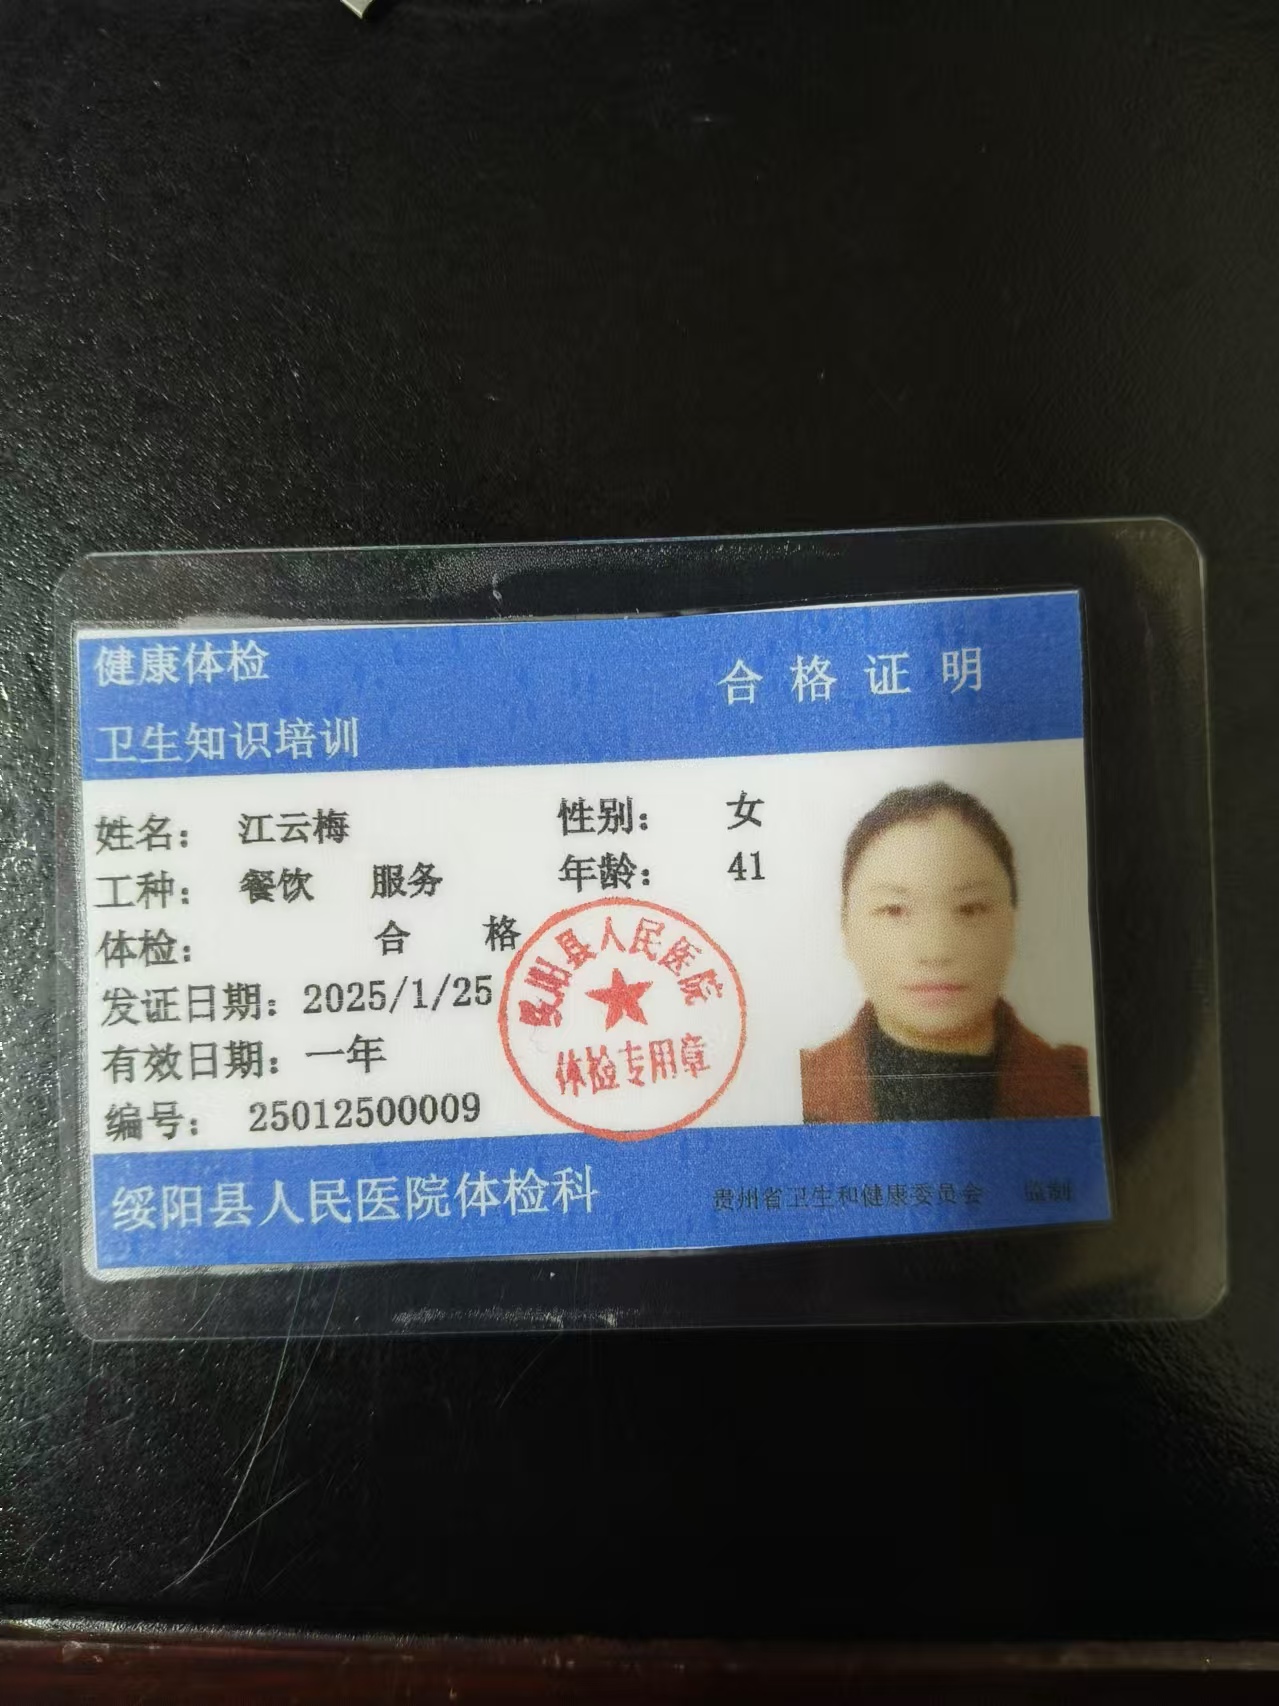 健康体检
合格证明
卫生知识培训
姓名： 江云梅 性别： 女
工种： 餐饮 服务 年龄： 41
体检： 合 格
发证日期：2025/1/25
有效日期：一年
编号： 25012500009
绥阳县人民医院
体检专用章
绥阳县人民医院体检科
贵州省卫生和健康委员会 监制